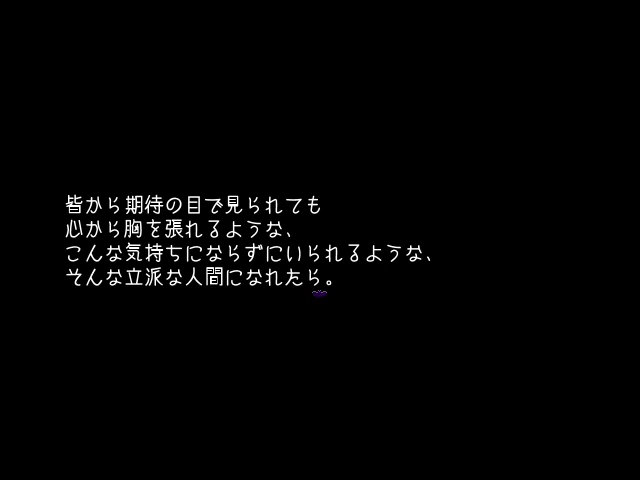 皆から期待の目で見られても
心から胸を張れるような、
こんな気持ちにならずにいられるような、
そんな立派な人間になれたら。